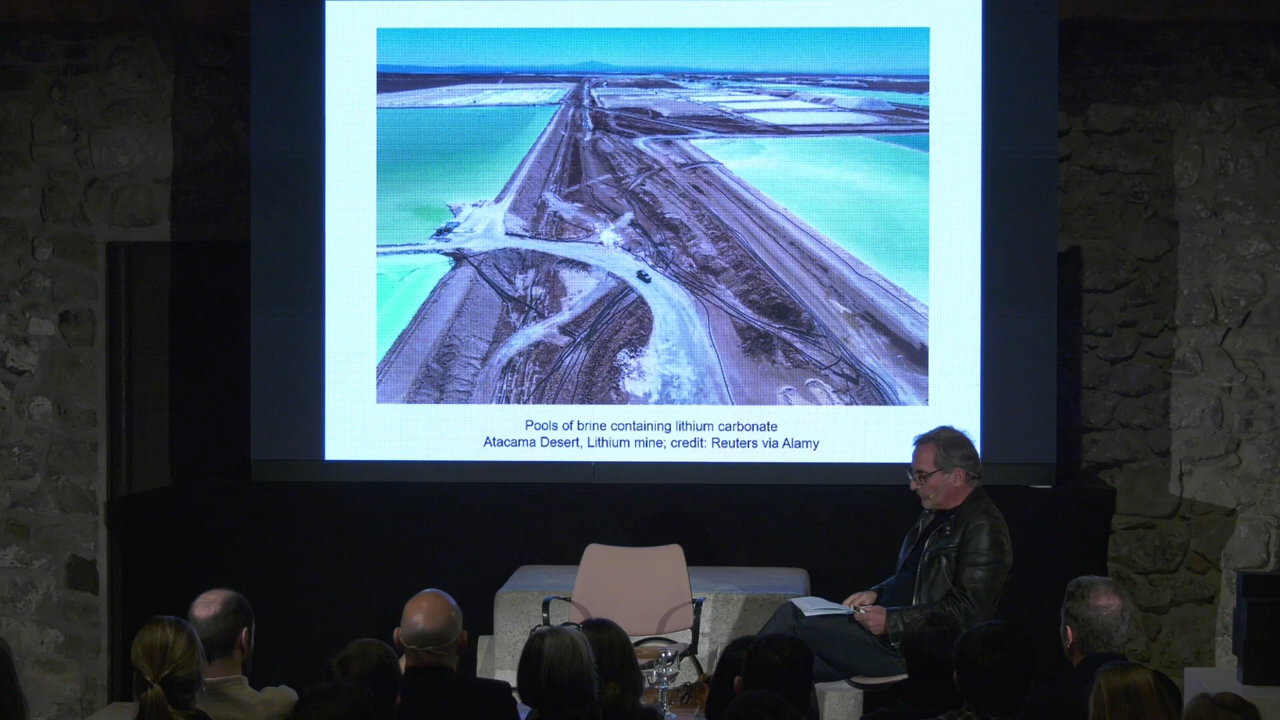 Pools of brine containing lithium carbonate
Atacama Desert, Lithium mine; credit: Reuters via Alamy